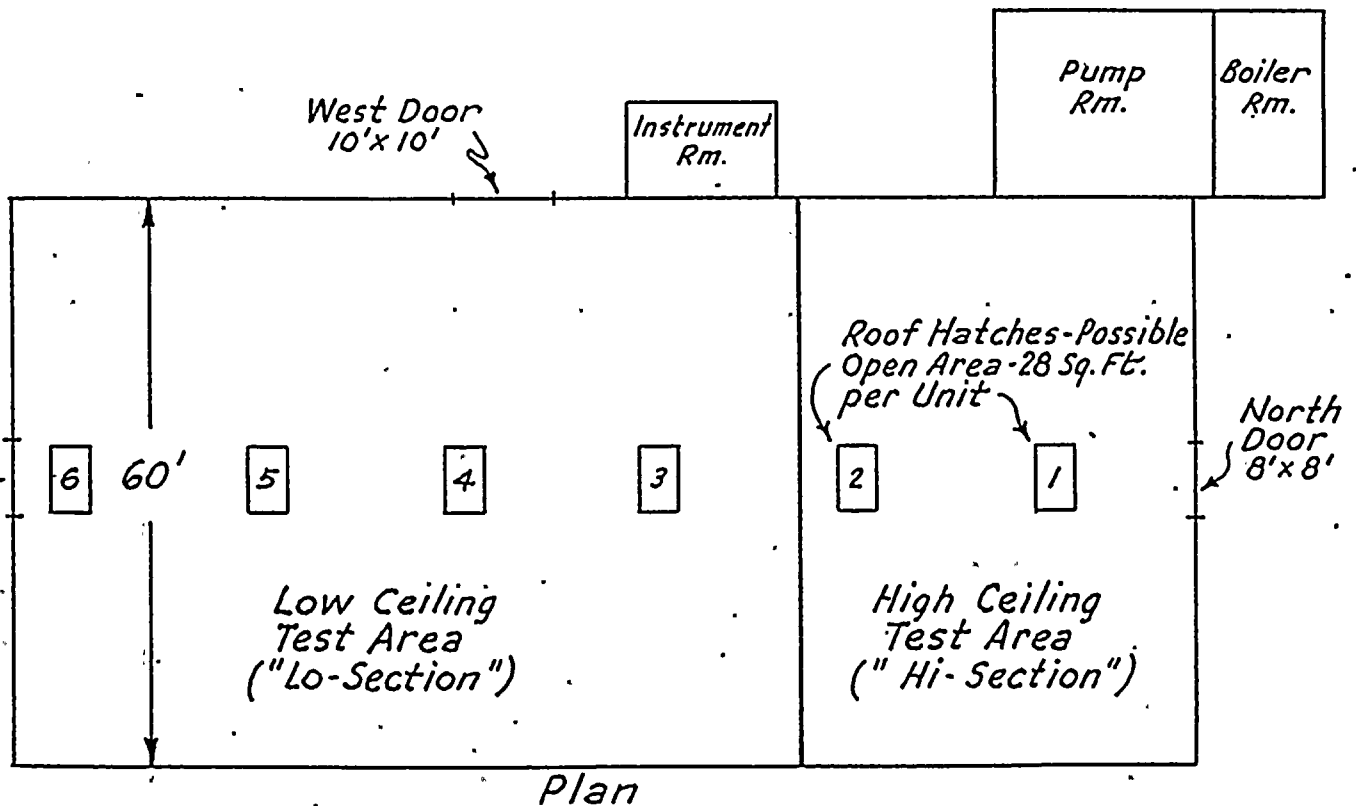 Pump
Rm.
Boiler
Rm.
West Door
10'x 10'
Instrument
Rm.
Roof Hatches-Possible
Open Area-28 Sq. Ft.
per Unit
North
Door
8'x 8'
6
60'
5
4
3
2
1
Low Ceiling
Test Area
("Lo-Section")
High Ceiling
Test Area
("Hi-Section")
Plan